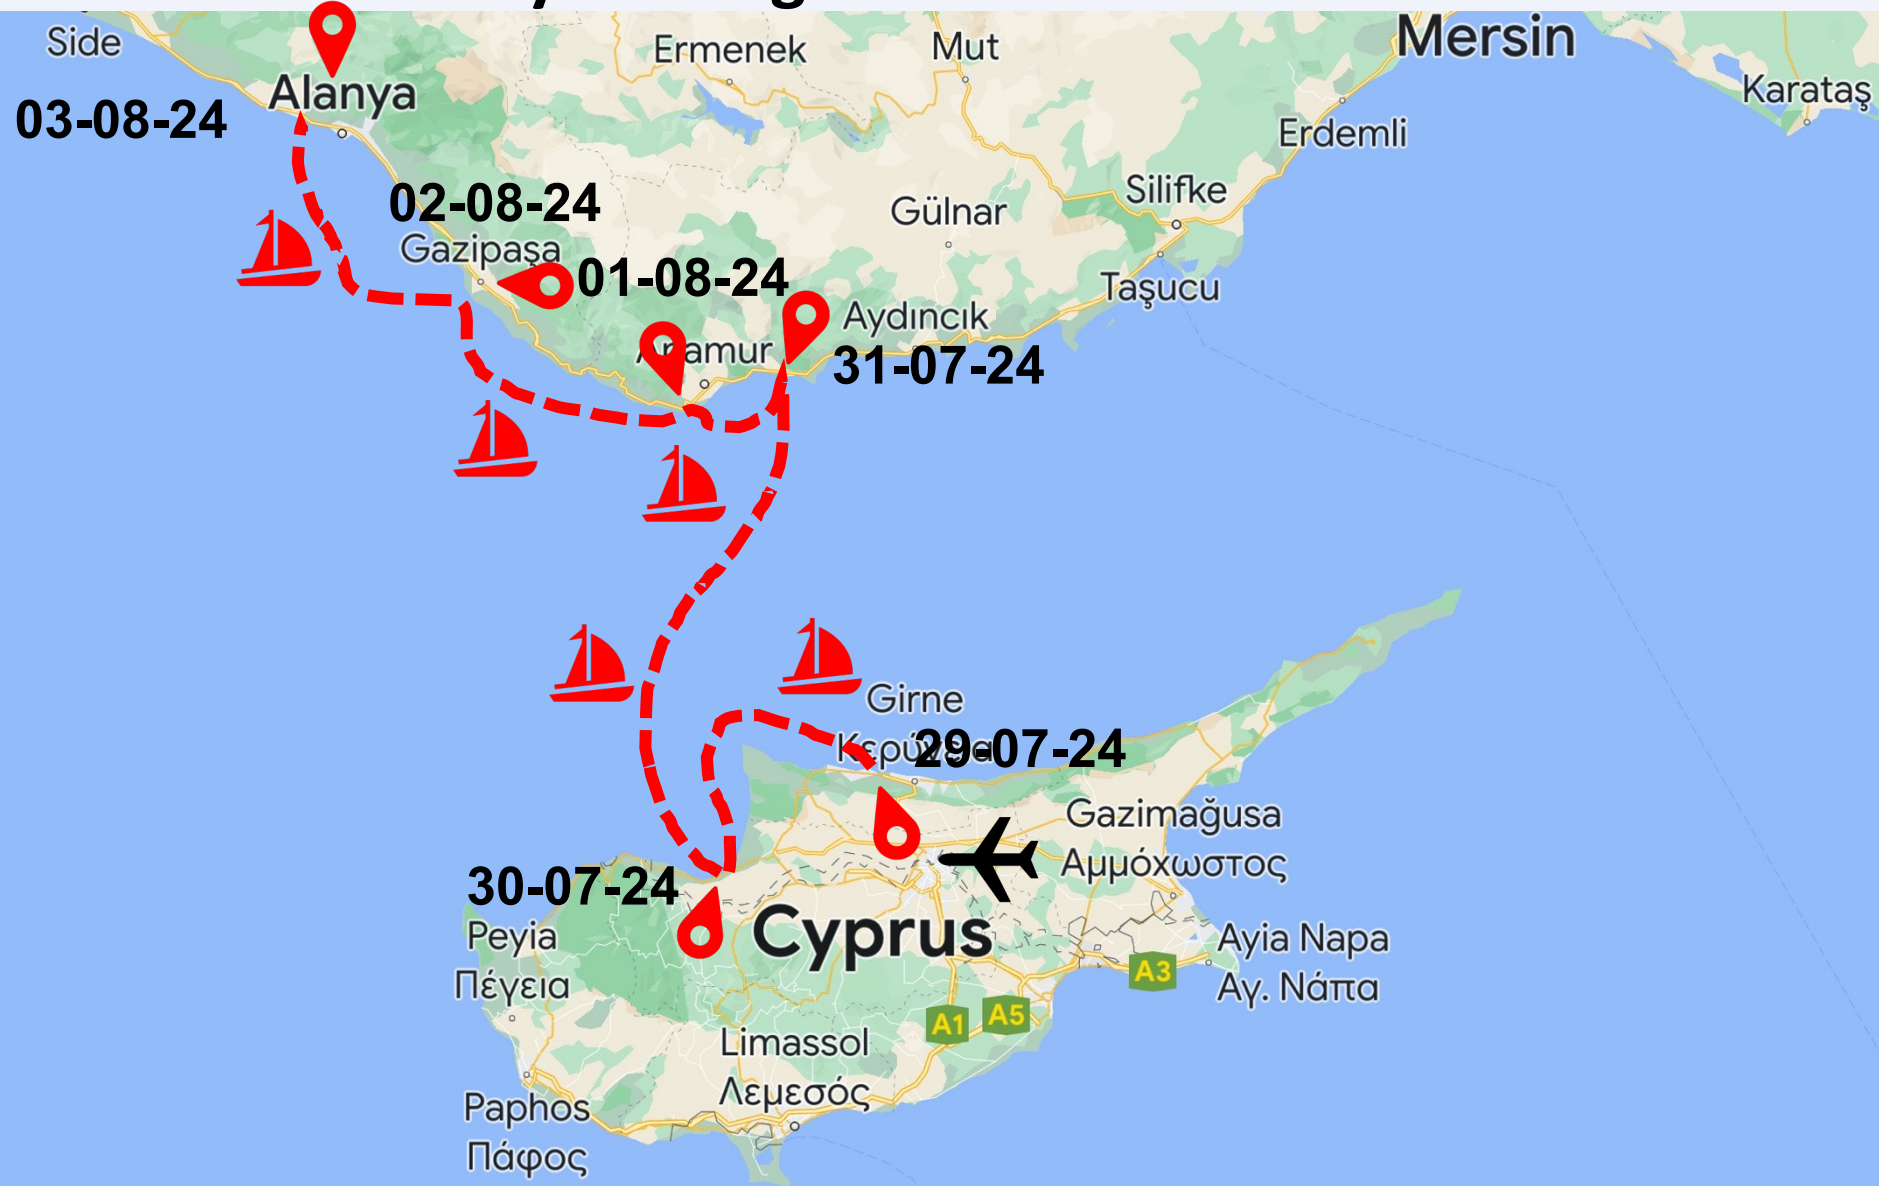 Side
Alanya
03-08-24
Ermenek
Mut
Mersin
Karataş
Erdemli
02-08-24
Gazipaşa
01-08-24
Gülnar
Silifke
Taşucu
Aydıncık
31-07-24
Anamur
Girne
Κερύνεια
29-07-24
Gazimağusa
Αμμόχωστος
30-07-24
Cyprus
Peyia
Πέγεια
Ayia Napa
Αγ. Νάπα
A3
A5
A1
Limassol
Λεμεσός
Paphos
Πάφος